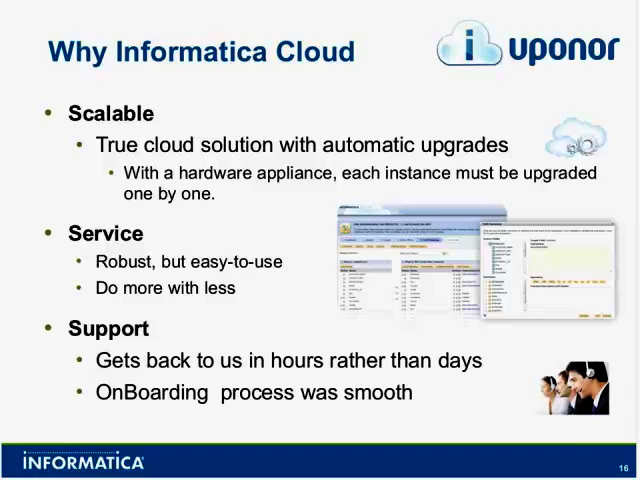 Why Informatica Cloud
i uponor
• Scalable
• True cloud solution with automatic upgrades
• With a hardware appliance, each instance must be upgraded
one by one.
• Service
• Robust, but easy-to-use
• Do more with less
• Support
• Gets back to us in hours rather than days
• OnBoarding process was smooth
INFORMATICA
16